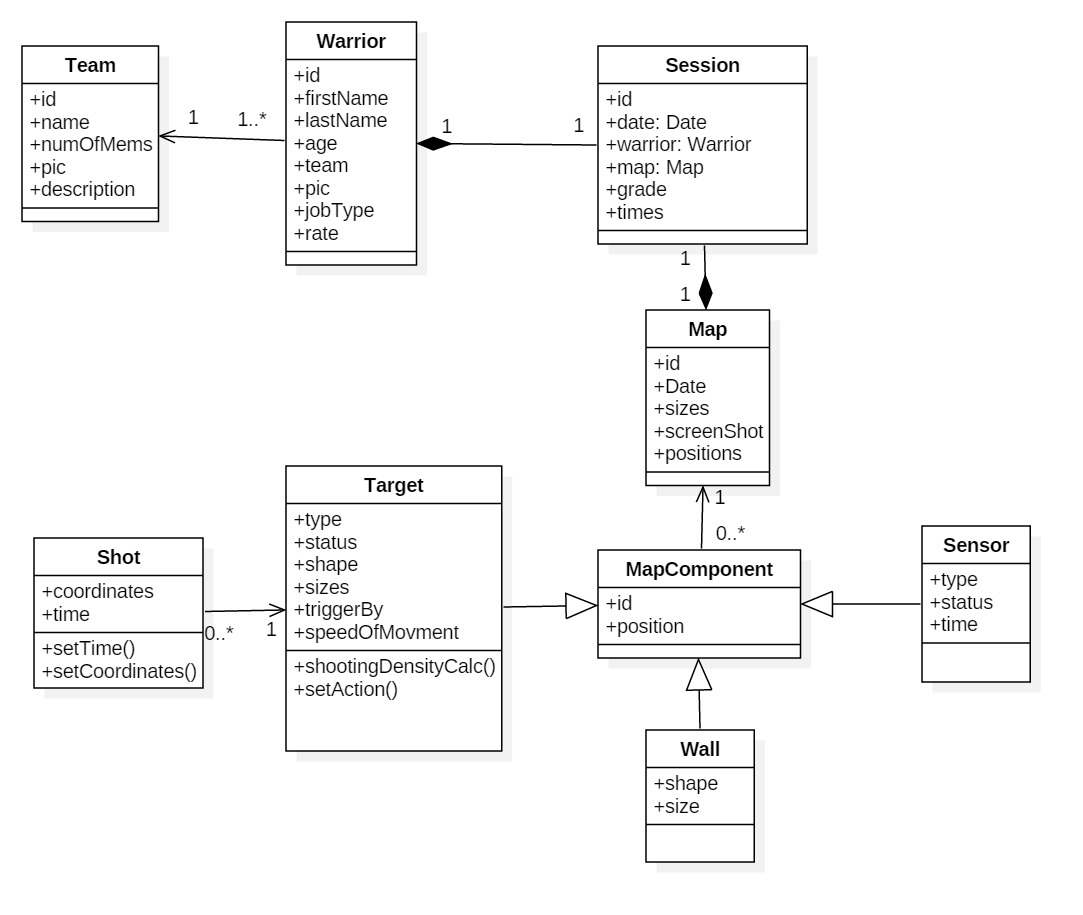 Team
+id
+name
+numOfMems
+pic
+description
1
1..*
Warrior
+id
+firstName
+lastName
+age
+team
+pic
+jobType
+rate
1
1
Session
+id
+date: Date
+warrior: Warrior
+map: Map
+grade
+times
1
1
Map
+id
+Date
+sizes
+screenShot
+positions
1
0..*
Shot
+coordinates
+time
+setTime()
+setCoordinates()
0..*
1
Target
+type
+status
+shape
+sizes
+triggerBy
+speedOfMovment
+shootingDensityCalc()
+setAction()
MapComponent
+id
+position
Sensor
+type
+status
+time
Wall
+shape
+size